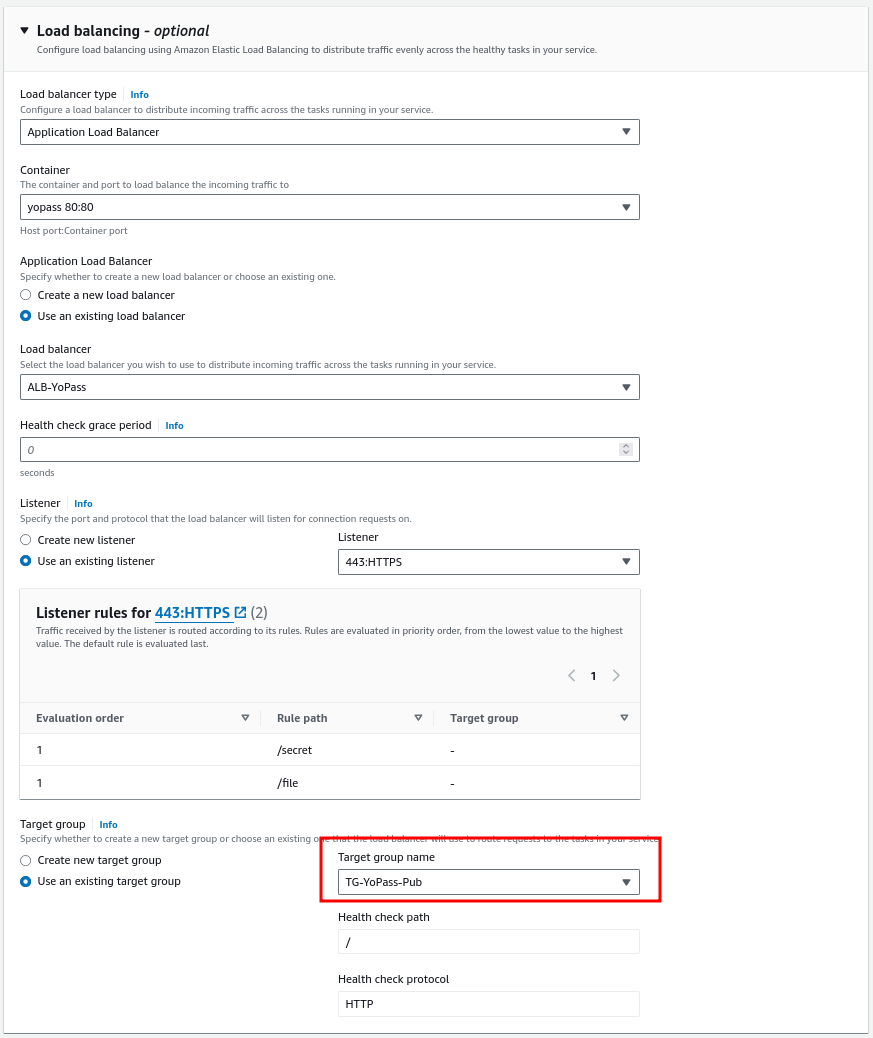 Load balancing - optional
Configure load balancing using Amazon Elastic Load Balancing to distribute traffic evenly across the healthy tasks in your service.
Load balancer type Info
Configure a load balancer to distribute incoming traffic across the tasks running in your service.
Application Load Balancer
Container
The container and port to load balance the incoming traffic to
yopass 80:80
Host port:Container port
Application Load Balancer
Specify whether to create a new load balancer or choose an existing one.
Create a new load balancer
Use an existing load balancer
Load balancer
Select the load balancer you wish to use to distribute incoming traffic across the tasks running in your service.
ALB-YoPass
Health check grace period Info
0
seconds
Listener Info
Specify the port and protocol that the load balancer will listen for connection requests on.
Create new listener
Use an existing listener
Listener
443:HTTPS
Listener rules for 443:HTTPS (2)
Traffic received by the listener is routed according to its rules. Rules are evaluated in priority order, from the lowest value to the highest
value. The default rule is evaluated last.
1
Evaluation order Rule path Target group
1 /secret -
1 /file -
Target group Info
Specify whether to create a new target group or choose an existing one that the load balancer will use to route requests to the tasks in your service.
Create new target group
Use an existing target group
Target group name
TG-YoPass-Pub
Health check path
/
Health check protocol
HTTP